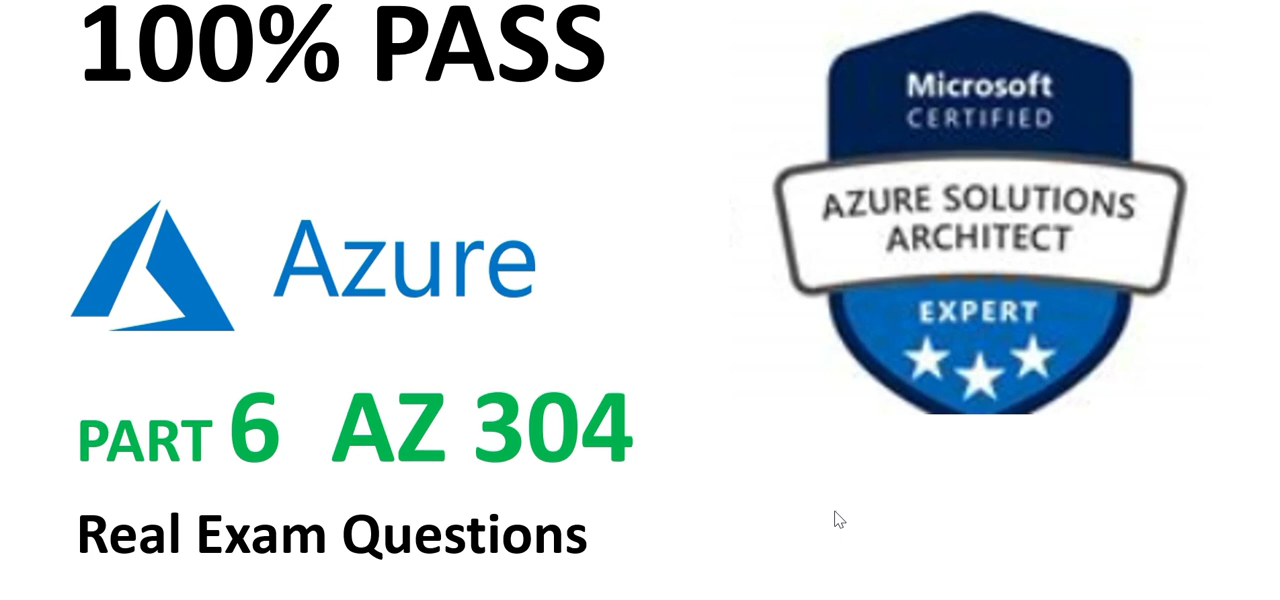 100% PASS
Microsoft
CERTIFIED
AZURE SOLUTIONS
ARCHITECT
EXPERT
Azure
PART 6 AZ 304
Real Exam Questions